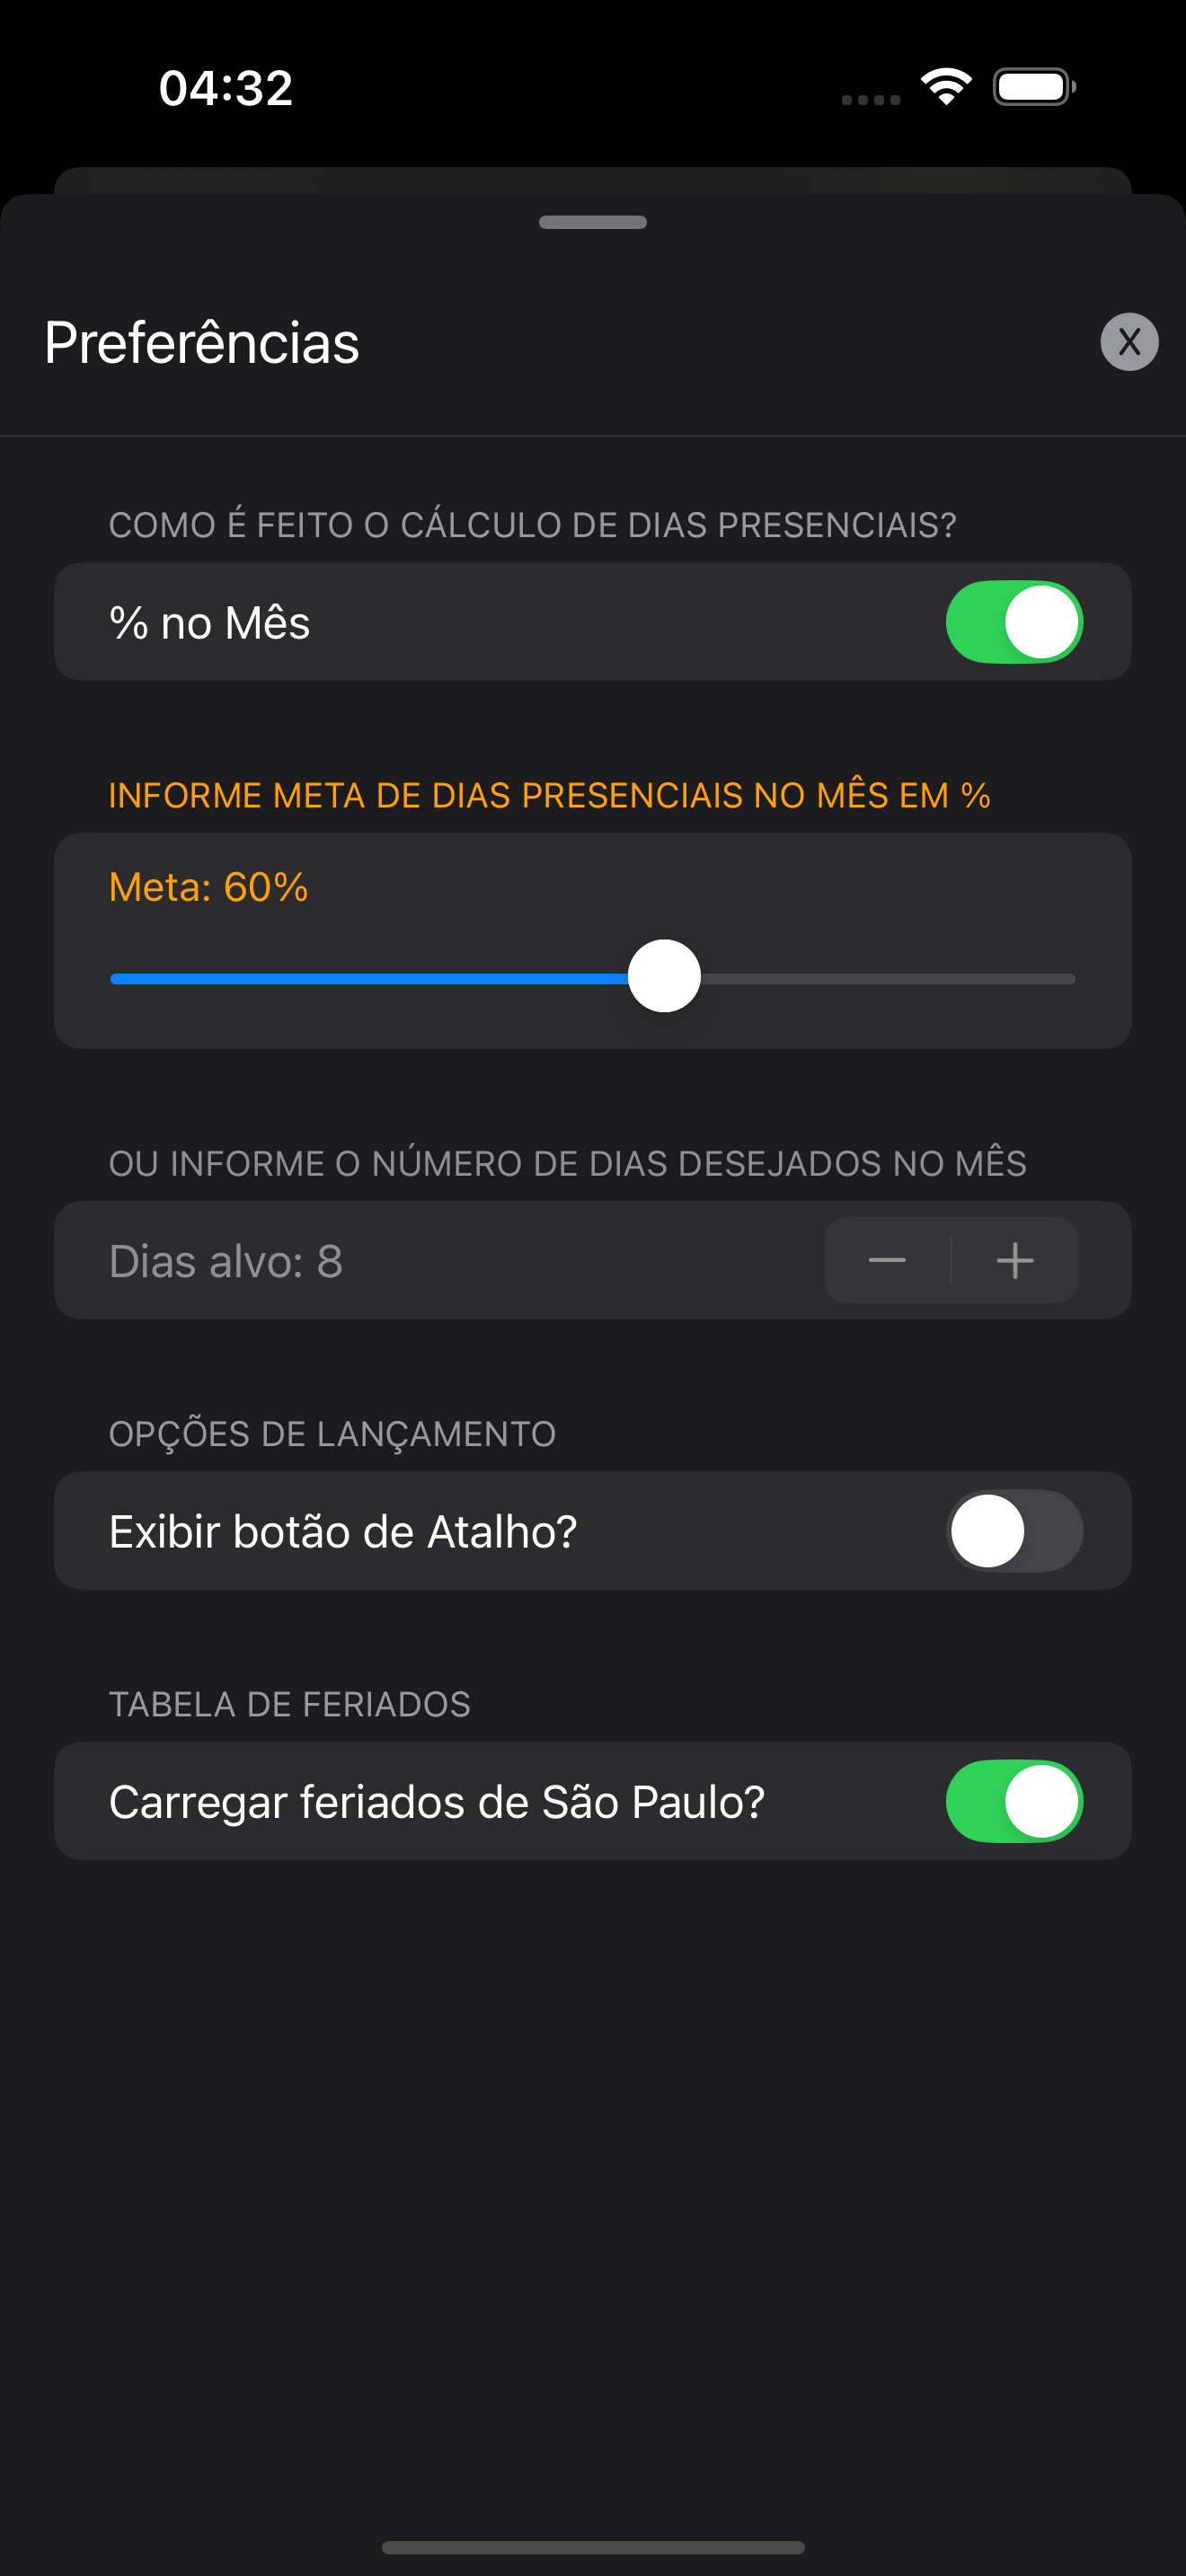 04:32
Preferências
X
COMO É FEITO O CÁLCULO DE DIAS PRESENCIAIS?
% no Mês
INFORME META DE DIAS PRESENCIAIS NO MÊS EM %
Meta: 60%
OU INFORME O NÚMERO DE DIAS DESEJADOS NO MÊS
Dias alvo: 8
OPÇÕES DE LANÇAMENTO
Exibir botão de Atalho?
TABELA DE FERIADOS
Carregar feriados de São Paulo?